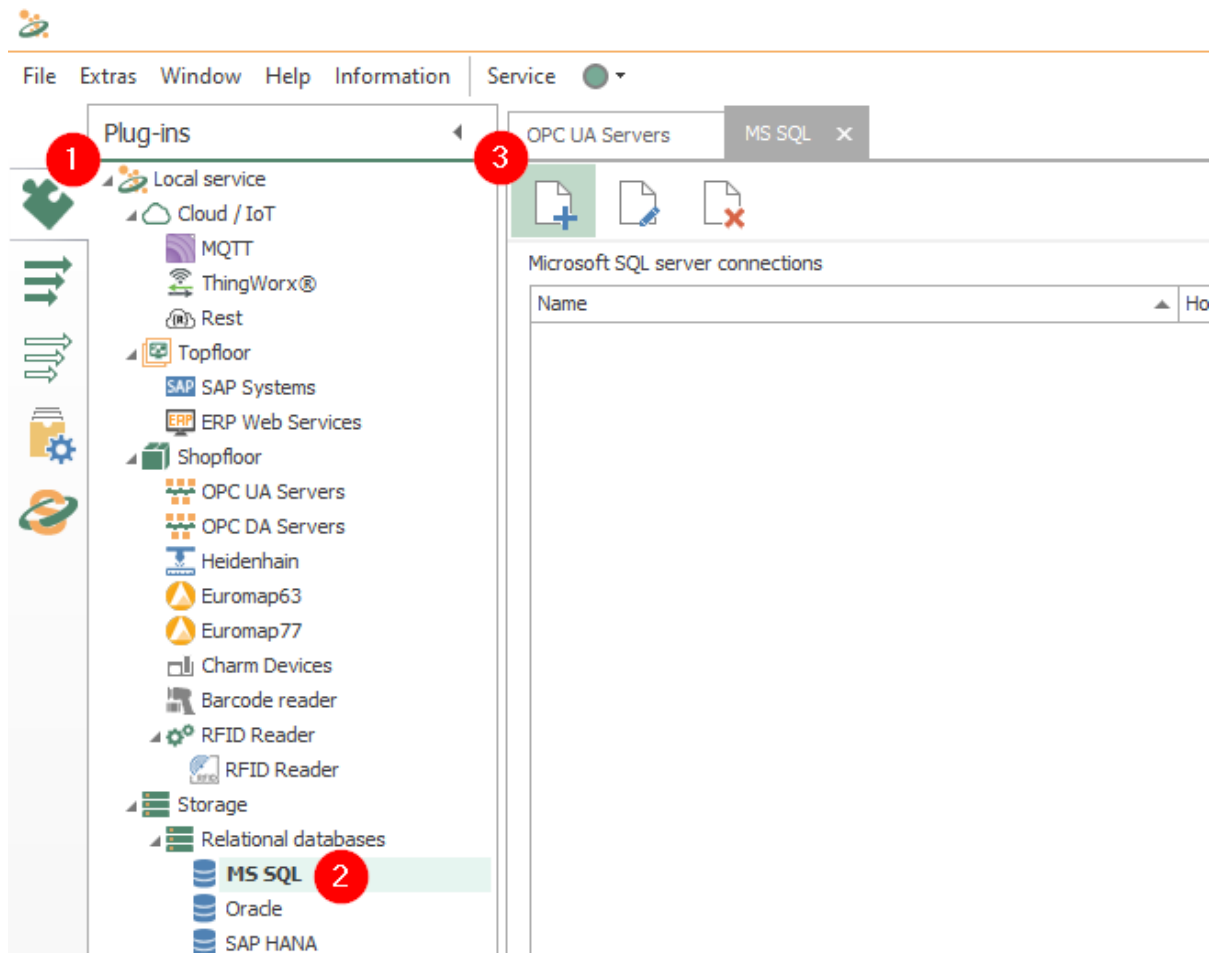 File Extras Window Help Information Service
Plug-ins
1
OPC UA Servers MS SQL
3
Local service
Cloud / IoT
MQTT
ThingWorx®
Rest
Topfloor
SAP SAP Systems
ERP ERP Web Services
Shopfloor
OPC UA Servers
OPC DA Servers
Heidenhain
Euromap63
Euromap77
Charm Devices
Barcode reader
RFID Reader
RFID RFID Reader
Storage
Relational databases
MS SQL 2
Oracle
SAP HANA
Microsoft SQL server connections
Name Ho